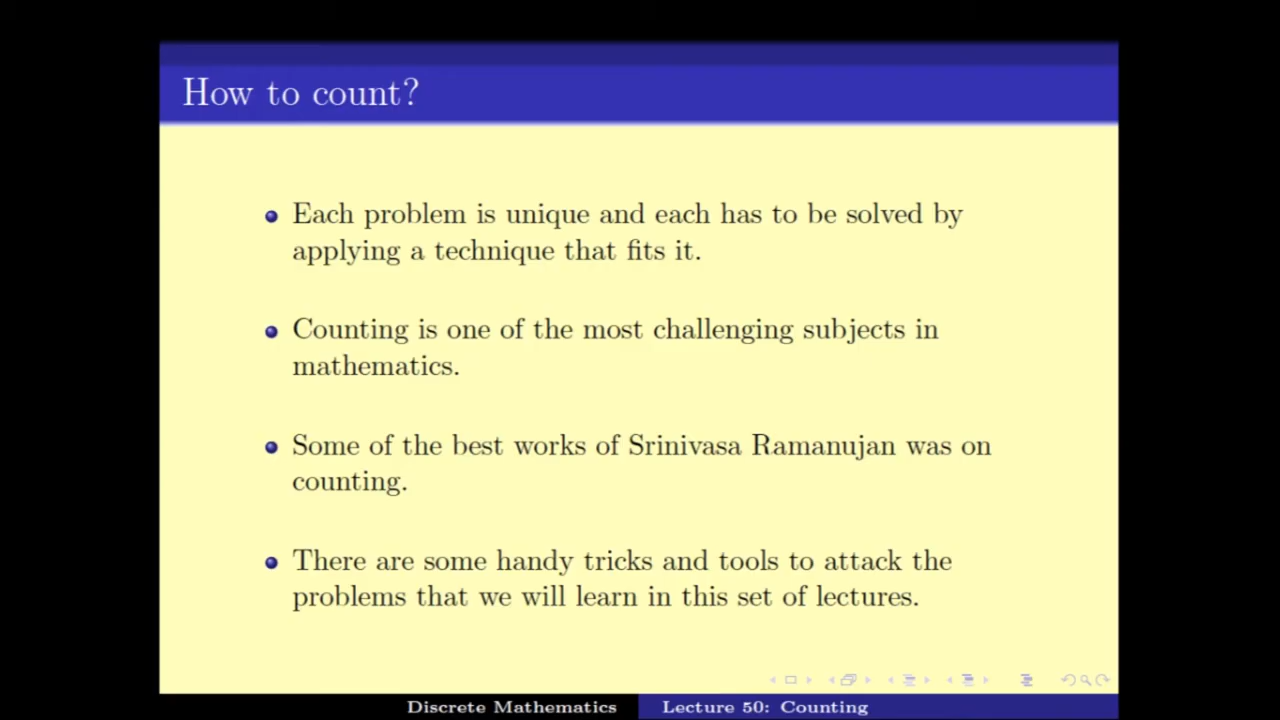 How to count?
Each problem is unique and each has to be solved by
applying a technique that fits it.
Counting is one of the most challenging subjects in
mathematics.
Some of the best works of Srinivasa Ramanujan was on
counting.
There are some handy tricks and tools to attack the
problems that we will learn in this set of lectures.
Discrete Mathematics
Lecture 50: Counting